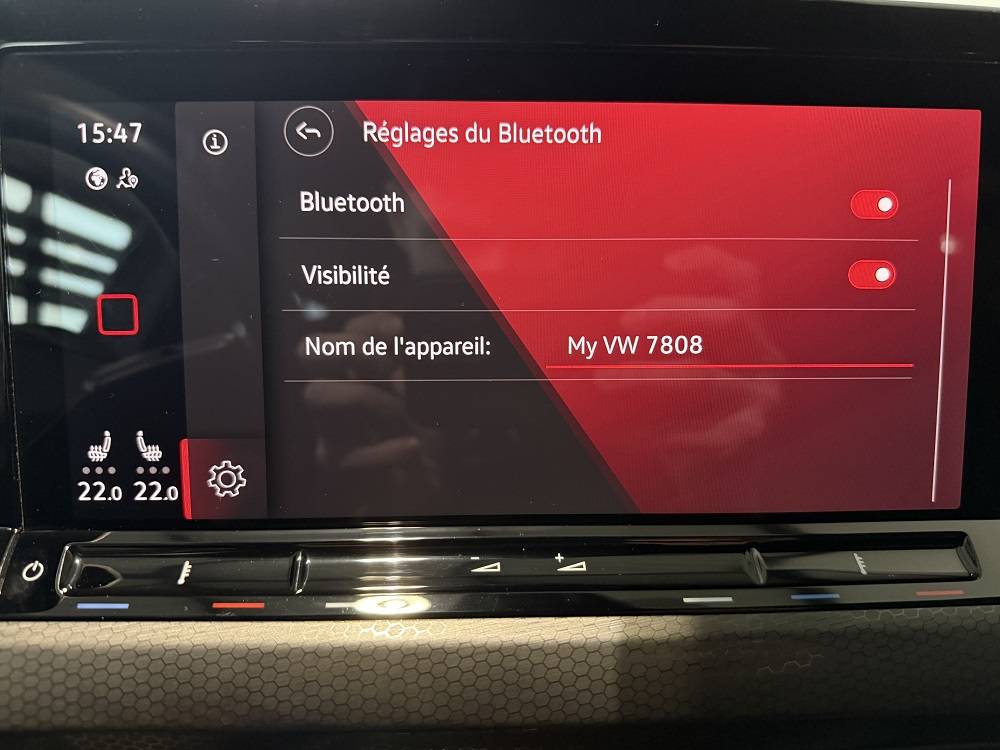 15:47
Réglages du Bluetooth
Bluetooth
Visibilité
Nom de l'appareil: My VW 7808
22.0 22.0
- +